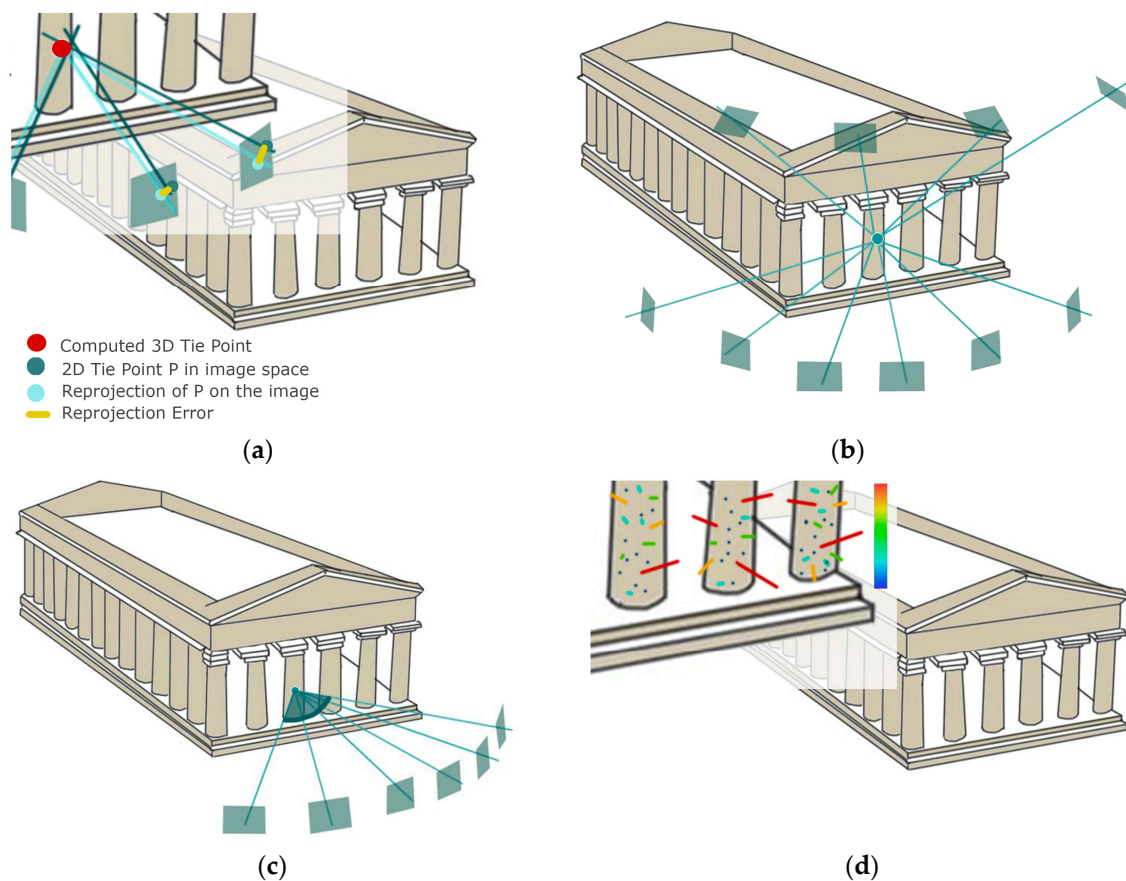 Computed 3D Tie Point
2D Tie Point P in image space
Reprojection of P on the image
Reprojection Error
(a)
(b)
(c)
(d)